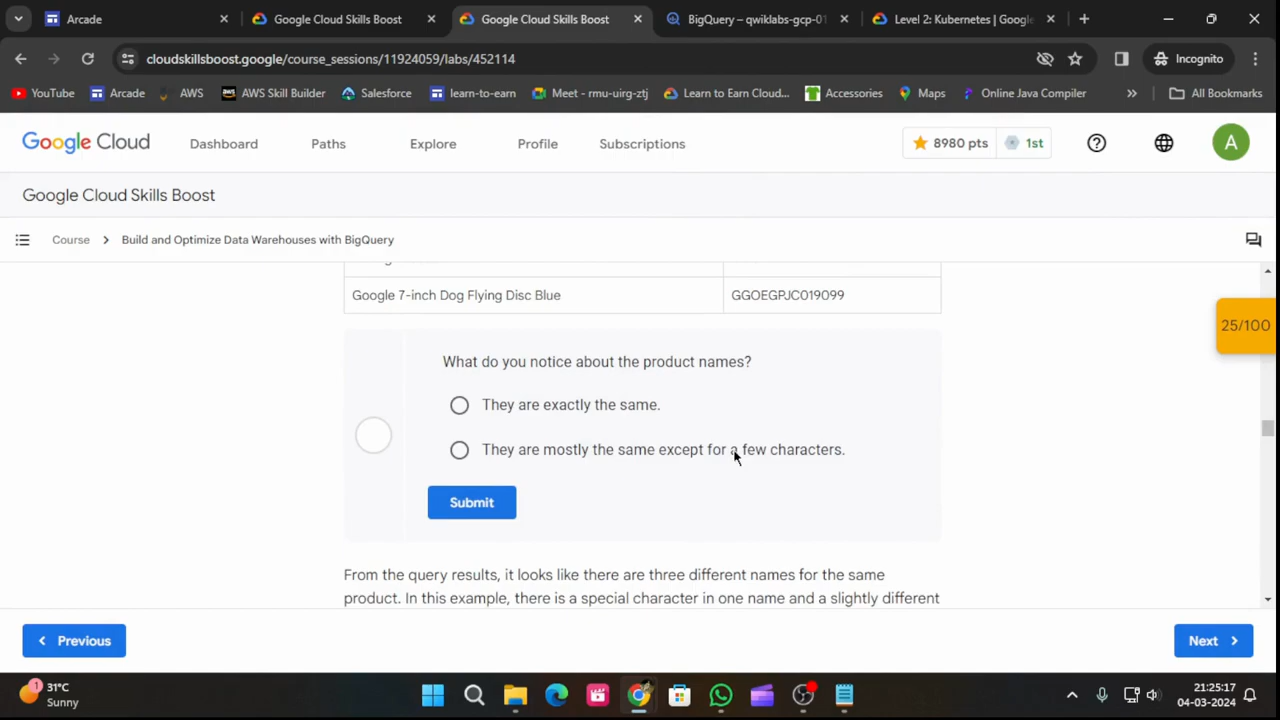 Arcade
Google Cloud Skills Boost
Google Cloud Skills Boost
BigQuery – qwiklabs-gcp-01
Level 2: Kubernetes | Google
cloudskillsboost.google/course_sessions/11924059/labs/452114
Incognito
YouTube
Arcade
AWS
AWS Skill Builder
Salesforce
learn-to-earn
Meet - rmu-uirg-ztj
Learn to Earn Cloud...
Accessories
Maps
Online Java Compiler
All Bookmarks
Google Cloud
Dashboard
Paths
Explore
Profile
Subscriptions
8980 pts
1st
A
Google Cloud Skills Boost
Course
Build and Optimize Data Warehouses with BigQuery
Google 7-inch Dog Flying Disc Blue
GGOEGPJC019099
25/100
What do you notice about the product names?
They are exactly the same.
They are mostly the same except for a few characters.
Submit
From the query results, it looks like there are three different names for the same
product. In this example, there is a special character in one name and a slightly different
Previous
Next
1
31°C
Sunny
21:25:17
04-03-2024